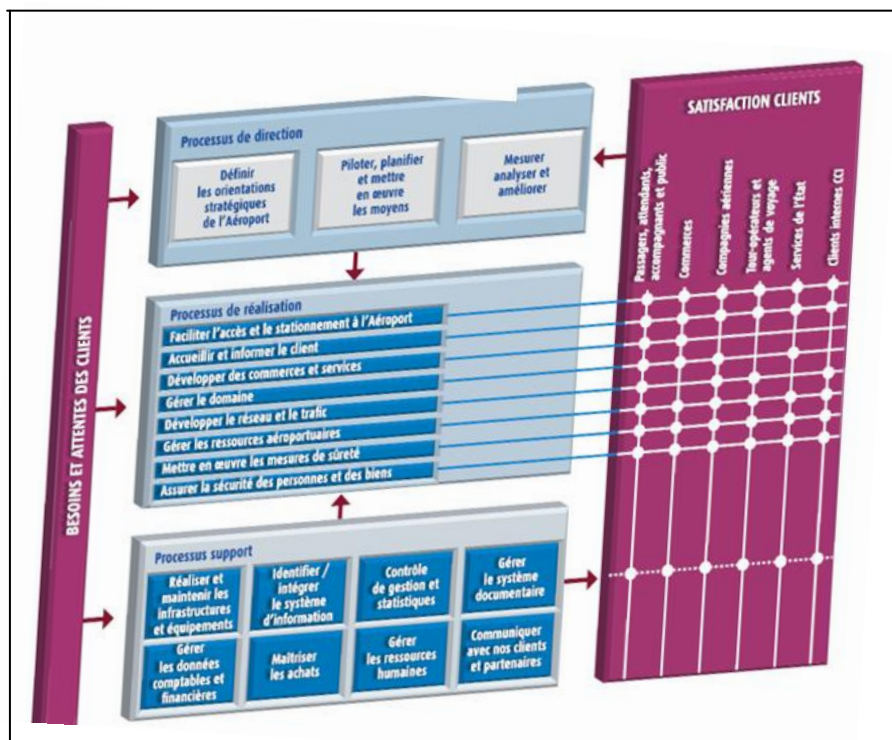 BESOINS ET ATTENTES DES CLIENTS
Processus de direction
Définir
les orientations
stratégiques
de l'Aéroport
Piloter, planifier
et mettre
en œuvre
les moyens
Mesurer
analyser et
améliorer
Processus de réalisation
Faciliter l'accès et le stationnement à l'Aéroport
Accueillir et informer le client
Développer des commerces et services
Gérer le domaine
Développer le réseau et le trafic
Gérer les ressources aéroportuaires
Mettre en œuvre les mesures de sûreté
Assurer la sécurité des personnes et des biens
Processus support
Réaliser et
maintenir les
infrastructures
et équipements
Identifier /
intégrer
le système
d'information
Contrôle
de gestion et
statistiques
Gérer
le système
documentaire
Gérer
les données
comptables et
financières
Maîtriser
les achats
Gérer
les ressources
humaines
Communiquer
avec nos clients
et partenaires
SATISFACTION CLIENTS
Passagers, attendants,
accompagnants et public
Commerces
Compagnies aériennes
Tour-opérateurs et
agents de voyage
Services de l'État
Clients internes CCI